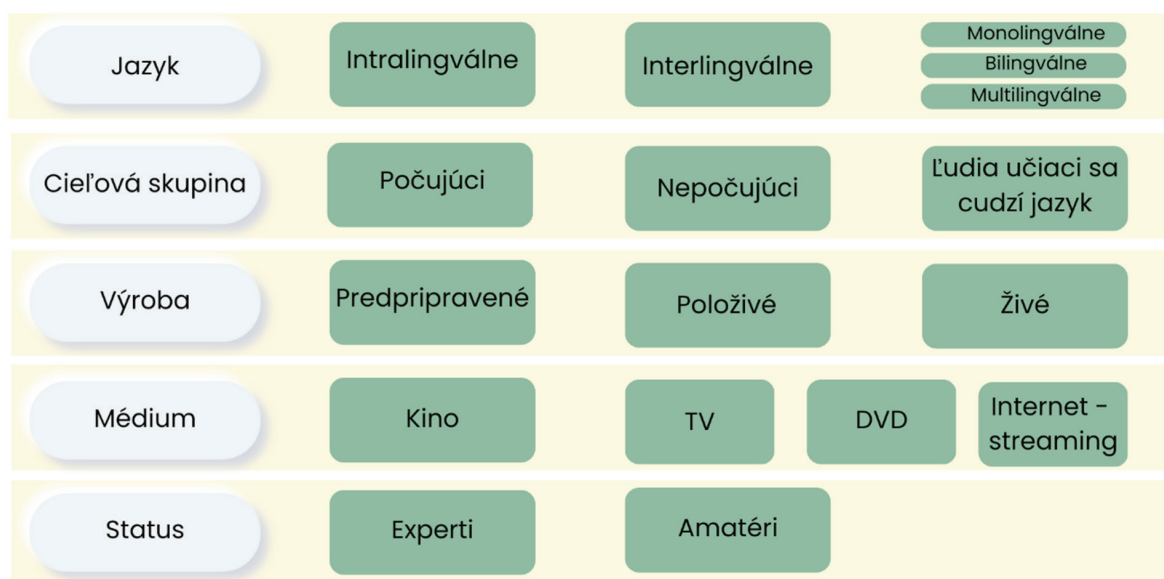 Jazyk
Intralingválne
Interlingválne
Monolingválne
Bilingválne
Multilingválne
Cieľová skupina
Počujúci
Nepočujúci
Ľudia učiaci sa
cudzí jazyk
Výroba
Predpripravené
Položivé
Živé
Médium
Kino
TV
DVD
Internet -
streaming
Status
Experti
Amatéri